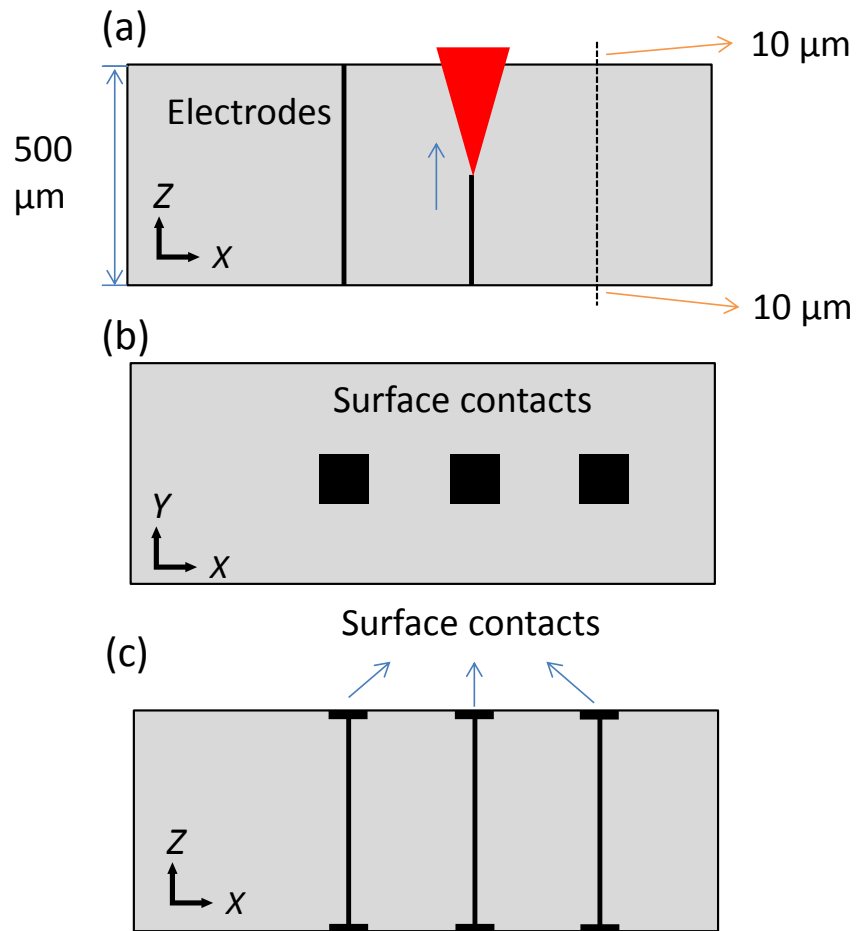 (a)
10 μm
Electrodes
500
μm
Z
X
10 μm
(b)
Surface contacts
Y
X
Surface contacts
(c)
Z
X